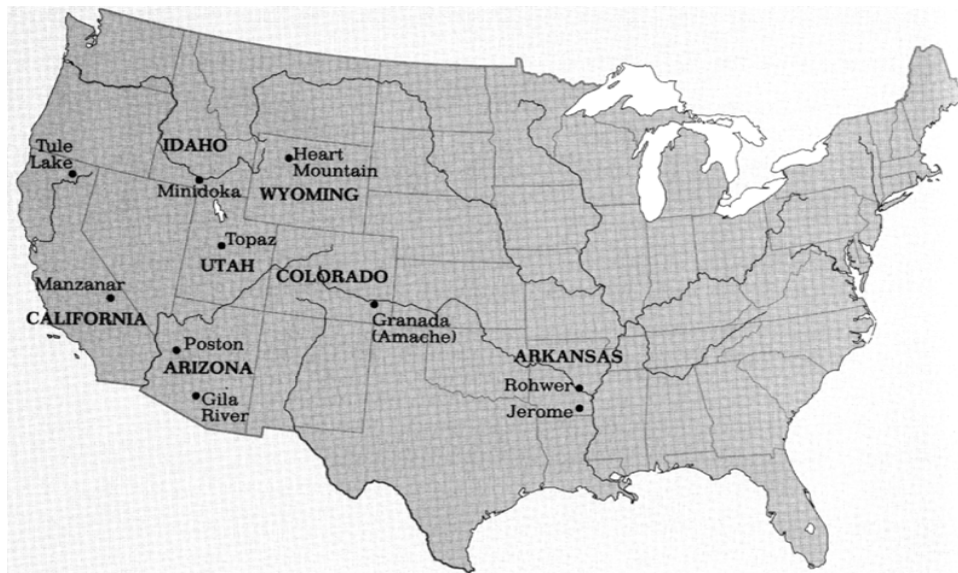 IDAHO
Tule
Lake
Heart
Mountain
Minidoka
WYOMING
Topaz
UTAH
COLORADO
Manzanar
CALIFORNIA
Granada
(Amache)
Poston
ARIZONA
ARKANSAS
Rohwer
Gila
River
Jerome